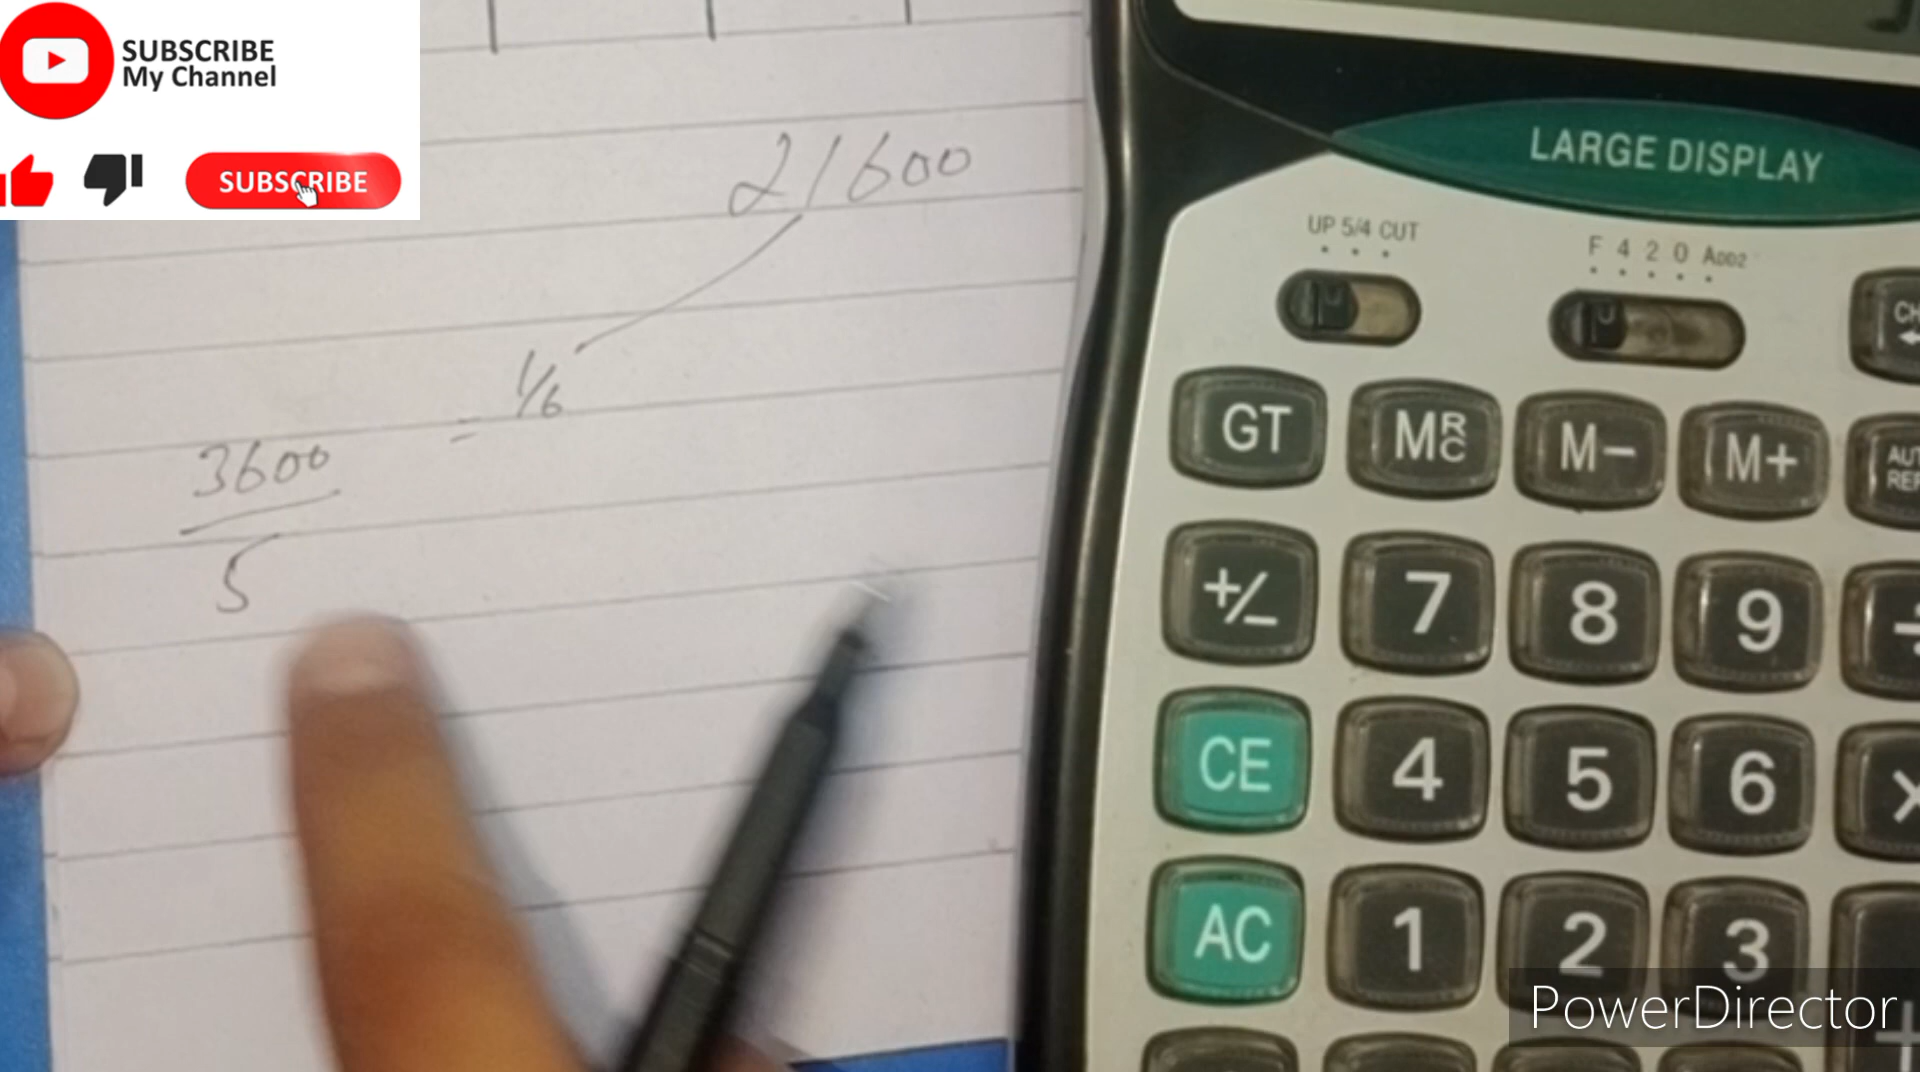 SUBSCRIBE
My Channel
SUBSCRIBE
21600
3600
5
= 1/6
LARGE DISPLAY
UP 5/4 CUT
F 4 2 0 ADD2
GT MRC M- M+
+/- 7 8 9 ÷
CE 4 5 6 ×
AC 1 2 3 +
PowerDirector